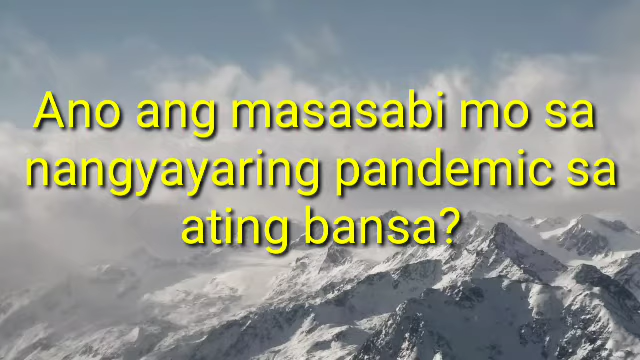 Ano ang masasabi mo sa
nangyayaring pandemic sa
ating bansa?